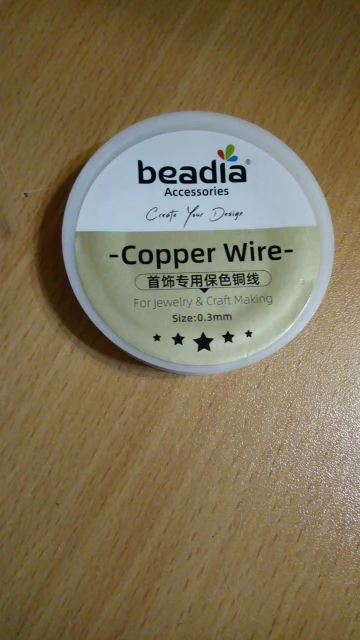 beadia®
Accessories
Create Your Design
-Copper Wire-
首饰专用保色铜线
For Jewelry & Craft Making
Size:0.3mm